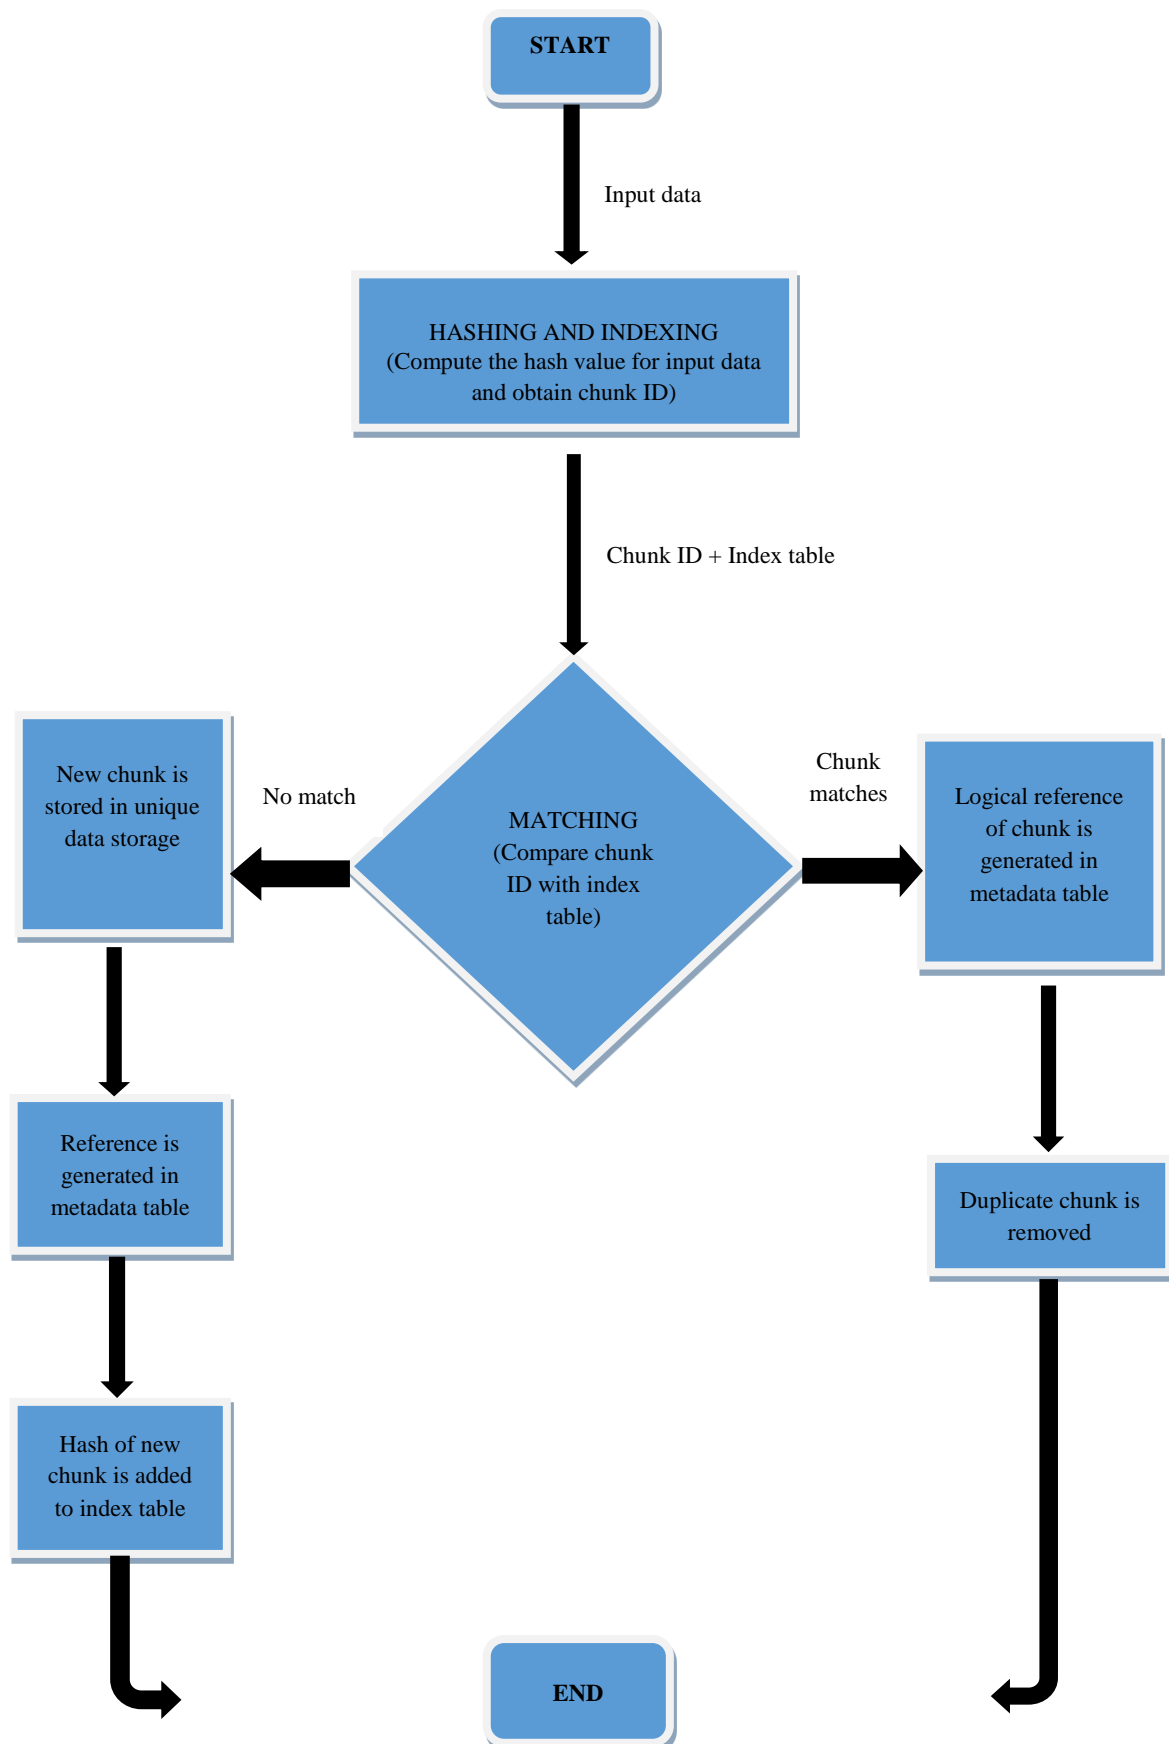 START
Input data
HASHING AND INDEXING
(Compute the hash value for input data
and obtain chunk ID)
Chunk ID + Index table
MATCHING
(Compare chunk
ID with index
table)
No match
New chunk is
stored in unique
data storage
Reference is
generated in
metadata table
Hash of new
chunk is added
to index table
Chunk
matches
Logical reference
of chunk is
generated in
metadata table
Duplicate chunk is
removed
END